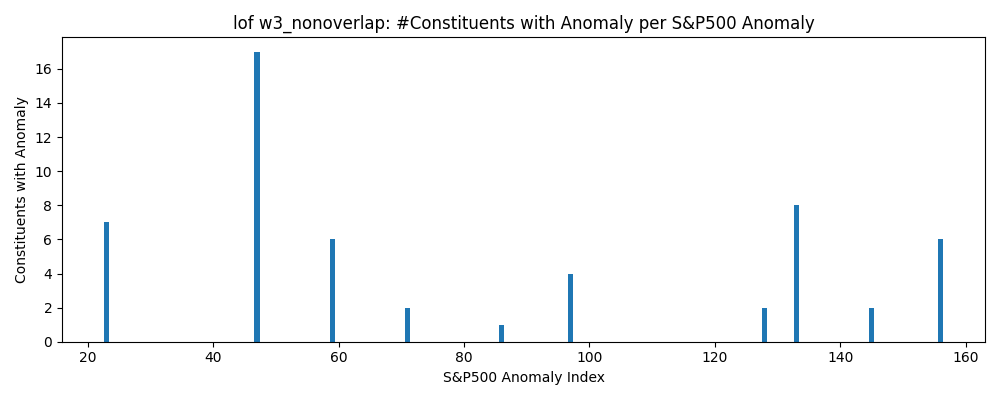 lof w3_nonoverlap: #Constituents with Anomaly per S&P500 Anomaly
Constituents with Anomaly
16
14
12
10
8
6
4
2
0
20 40 60 80 100 120 140 160
S&P500 Anomaly Index